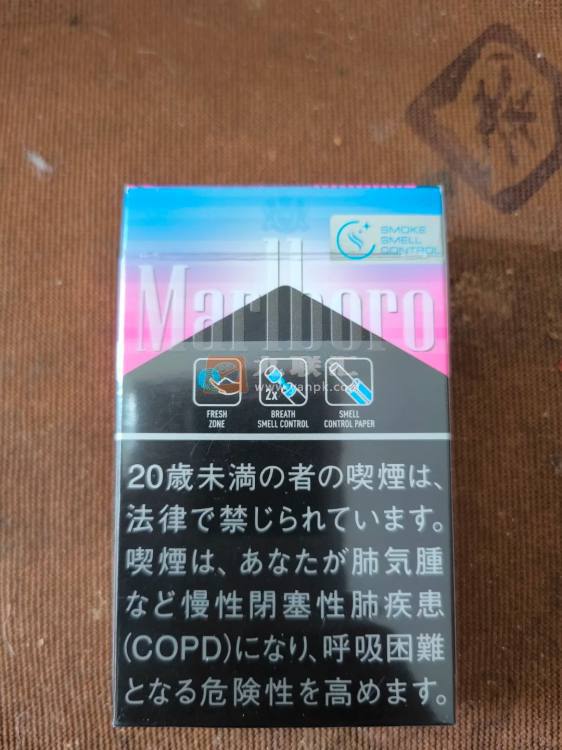 SMOKE
SMELL
CONTROL
Marlboro
www.yanpk.com
2x
FRESH
ZONE
BREATH
SMELL CONTROL
SMELL
CONTROL PAPER
20歳未満の者の喫煙は、
法律で禁じられています。
喫煙は、あなたが肺気腫
など慢性閉塞性肺疾患
(COPD)になり、呼吸困難
となる危険性を高めます。